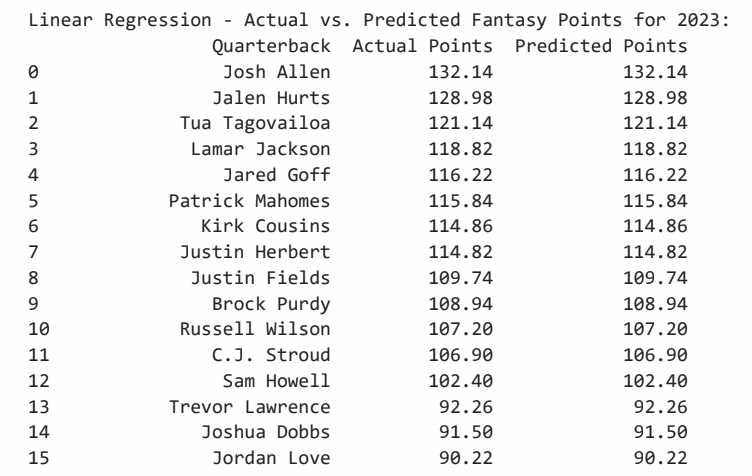 Linear Regression - Actual vs. Predicted Fantasy Points for 2023:
Quarterback Actual Points Predicted Points
0 Josh Allen 132.14 132.14
1 Jalen Hurts 128.98 128.98
2 Tua Tagovailoa 121.14 121.14
3 Lamar Jackson 118.82 118.82
4 Jared Goff 116.22 116.22
5 Patrick Mahomes 115.84 115.84
6 Kirk Cousins 114.86 114.86
7 Justin Herbert 114.82 114.82
8 Justin Fields 109.74 109.74
9 Brock Purdy 108.94 108.94
10 Russell Wilson 107.20 107.20
11 C.J. Stroud 106.90 106.90
12 Sam Howell 102.40 102.40
13 Trevor Lawrence 92.26 92.26
14 Joshua Dobbs 91.50 91.50
15 Jordan Love 90.22 90.22